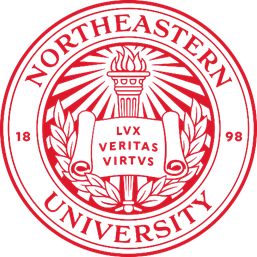 NORTHEASTERN
18 98
LVX
VERITAS
VIRTVS
UNIVERSITY